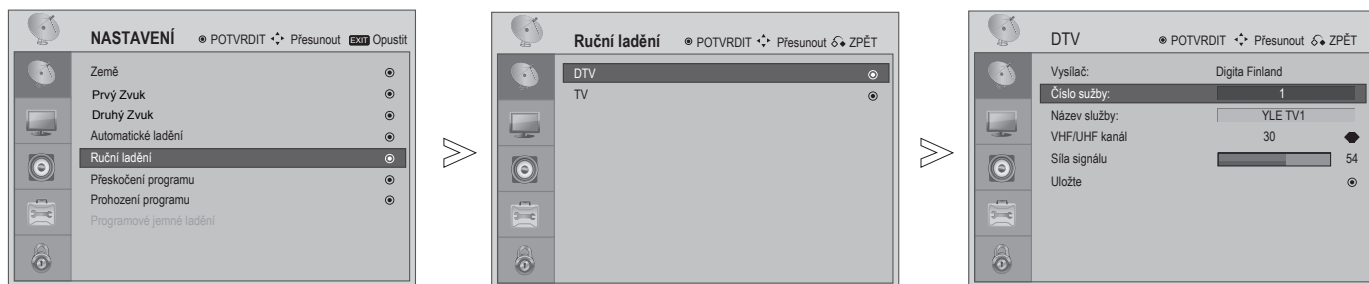 NASTAVENÍ POTVRDIT Přesunout EXIT Opustit
Země
Prvý Zvuk
Druhý Zvuk
Automatické ladění
Ruční ladění
Přeskočení programu
Prohození programu
Programové jemné ladění
Ruční ladění POTVRDIT Přesunout ZPĚT
DTV
TV
DTV POTVRDIT Přesunout ZPĚT
Vysílač: Digita Finland
Číslo sužby: 1
Název služby: YLE TV1
VHF/UHF kanál 30
Síla signálu 54
Uložte